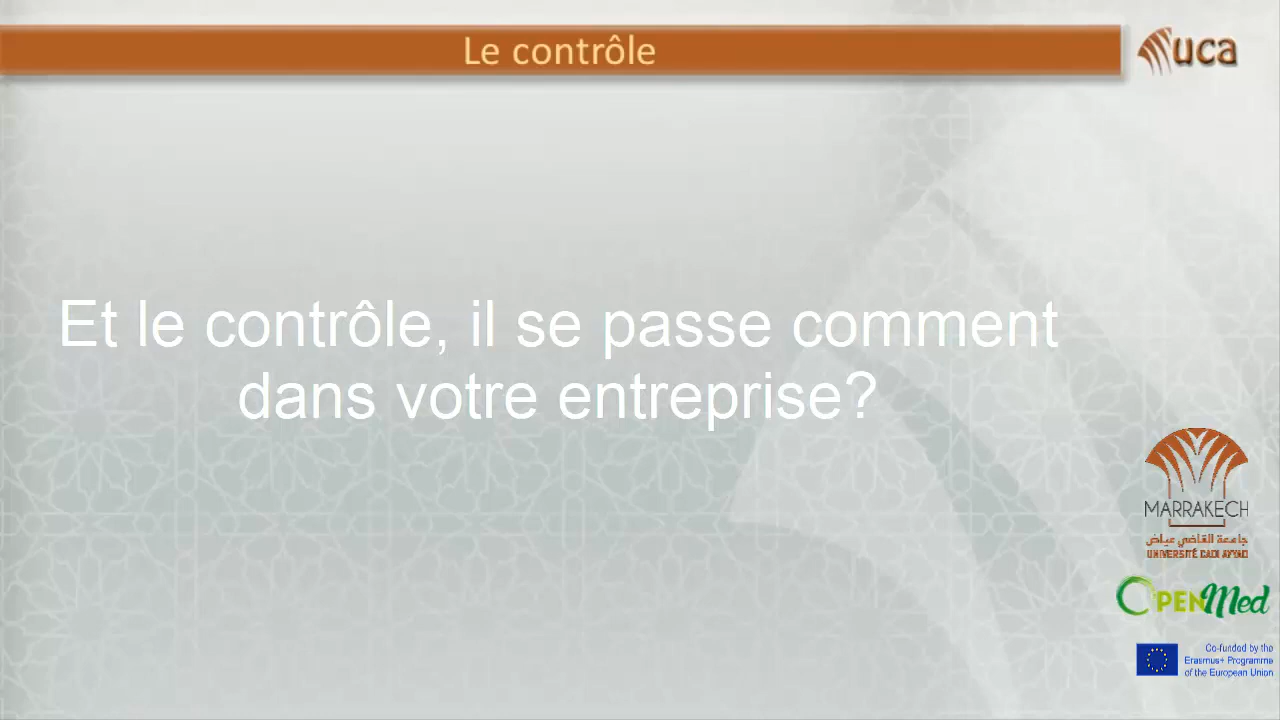 Le contrôle
uca
Et le contrôle, il se passe comment
dans votre entreprise?
MARRAKECH
جامعة القاضي عياض
UNIVERSITÉ CADI AYYAD
OPENMed
Co-funded by the
Erasmus+ Programme
of the European Union